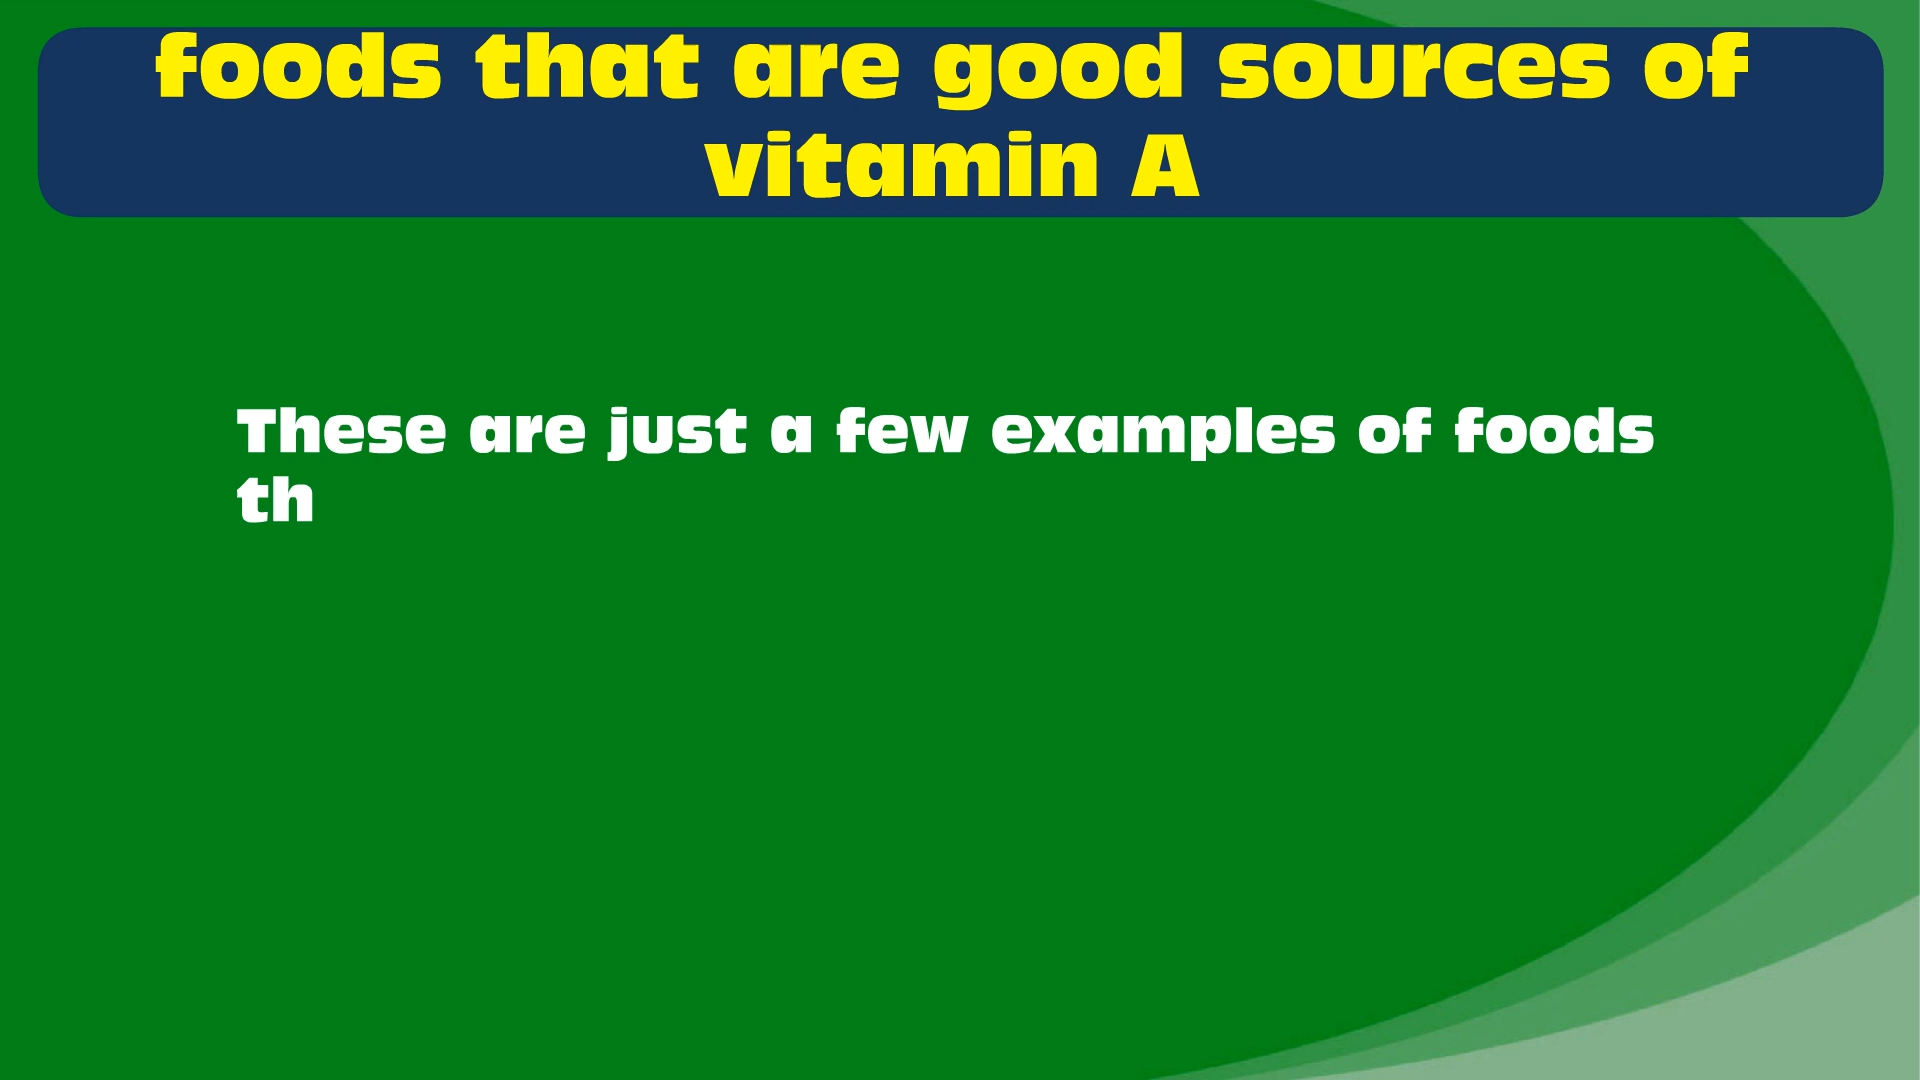 foods that are good sources of
vitamin A
These are just a few examples of foods
th